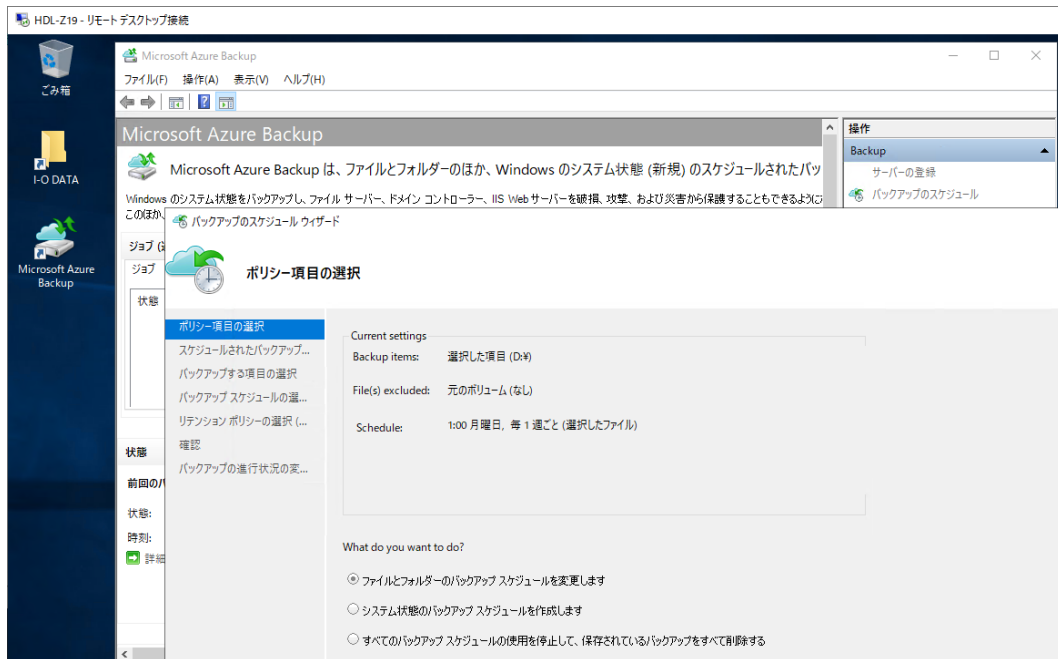 HDL-Z19 - リモート デスクトップ接続
ごみ箱
I-O DATA
Microsoft Azure
Backup
Microsoft Azure Backup
ファイル(F) 操作(A) 表示(V) ヘルプ(H)
Microsoft Azure Backup
Microsoft Azure Backup は、ファイルとフォルダーのほか、Windows のシステム状態 (新規) のスケジュールされたバッ
Windows のシステム状態をバックアップし、ファイル サーバー、ドメイン コントローラー、IIS Web サーバーを破損、攻撃、および災害から保護することもできるように
このほか、
ジョブ
ジョブ
状態
状態
前回の
状態:
時刻:
詳細
操作
Backup
サーバーの登録
バックアップのスケジュール
バックアップのスケジュール ウィザード
ポリシー項目の選択
ポリシー項目の選択
スケジュールされたバックアップ...
バックアップする項目の選択
バックアップ スケジュールの選...
リテンション ポリシーの選択 (...
確認
バックアップの進行状況の変...
Current settings
Backup items: 選択した項目 (D:¥)
File(s) excluded: 元のボリューム (なし)
Schedule: 1:00 月曜日, 毎 1 週ごと (選択したファイル)
What do you want to do?
ファイルとフォルダーのバックアップ スケジュールを変更します
システム状態のバックアップ スケジュールを作成します
すべてのバックアップ スケジュールの使用を停止して、保存されているバックアップをすべて削除する